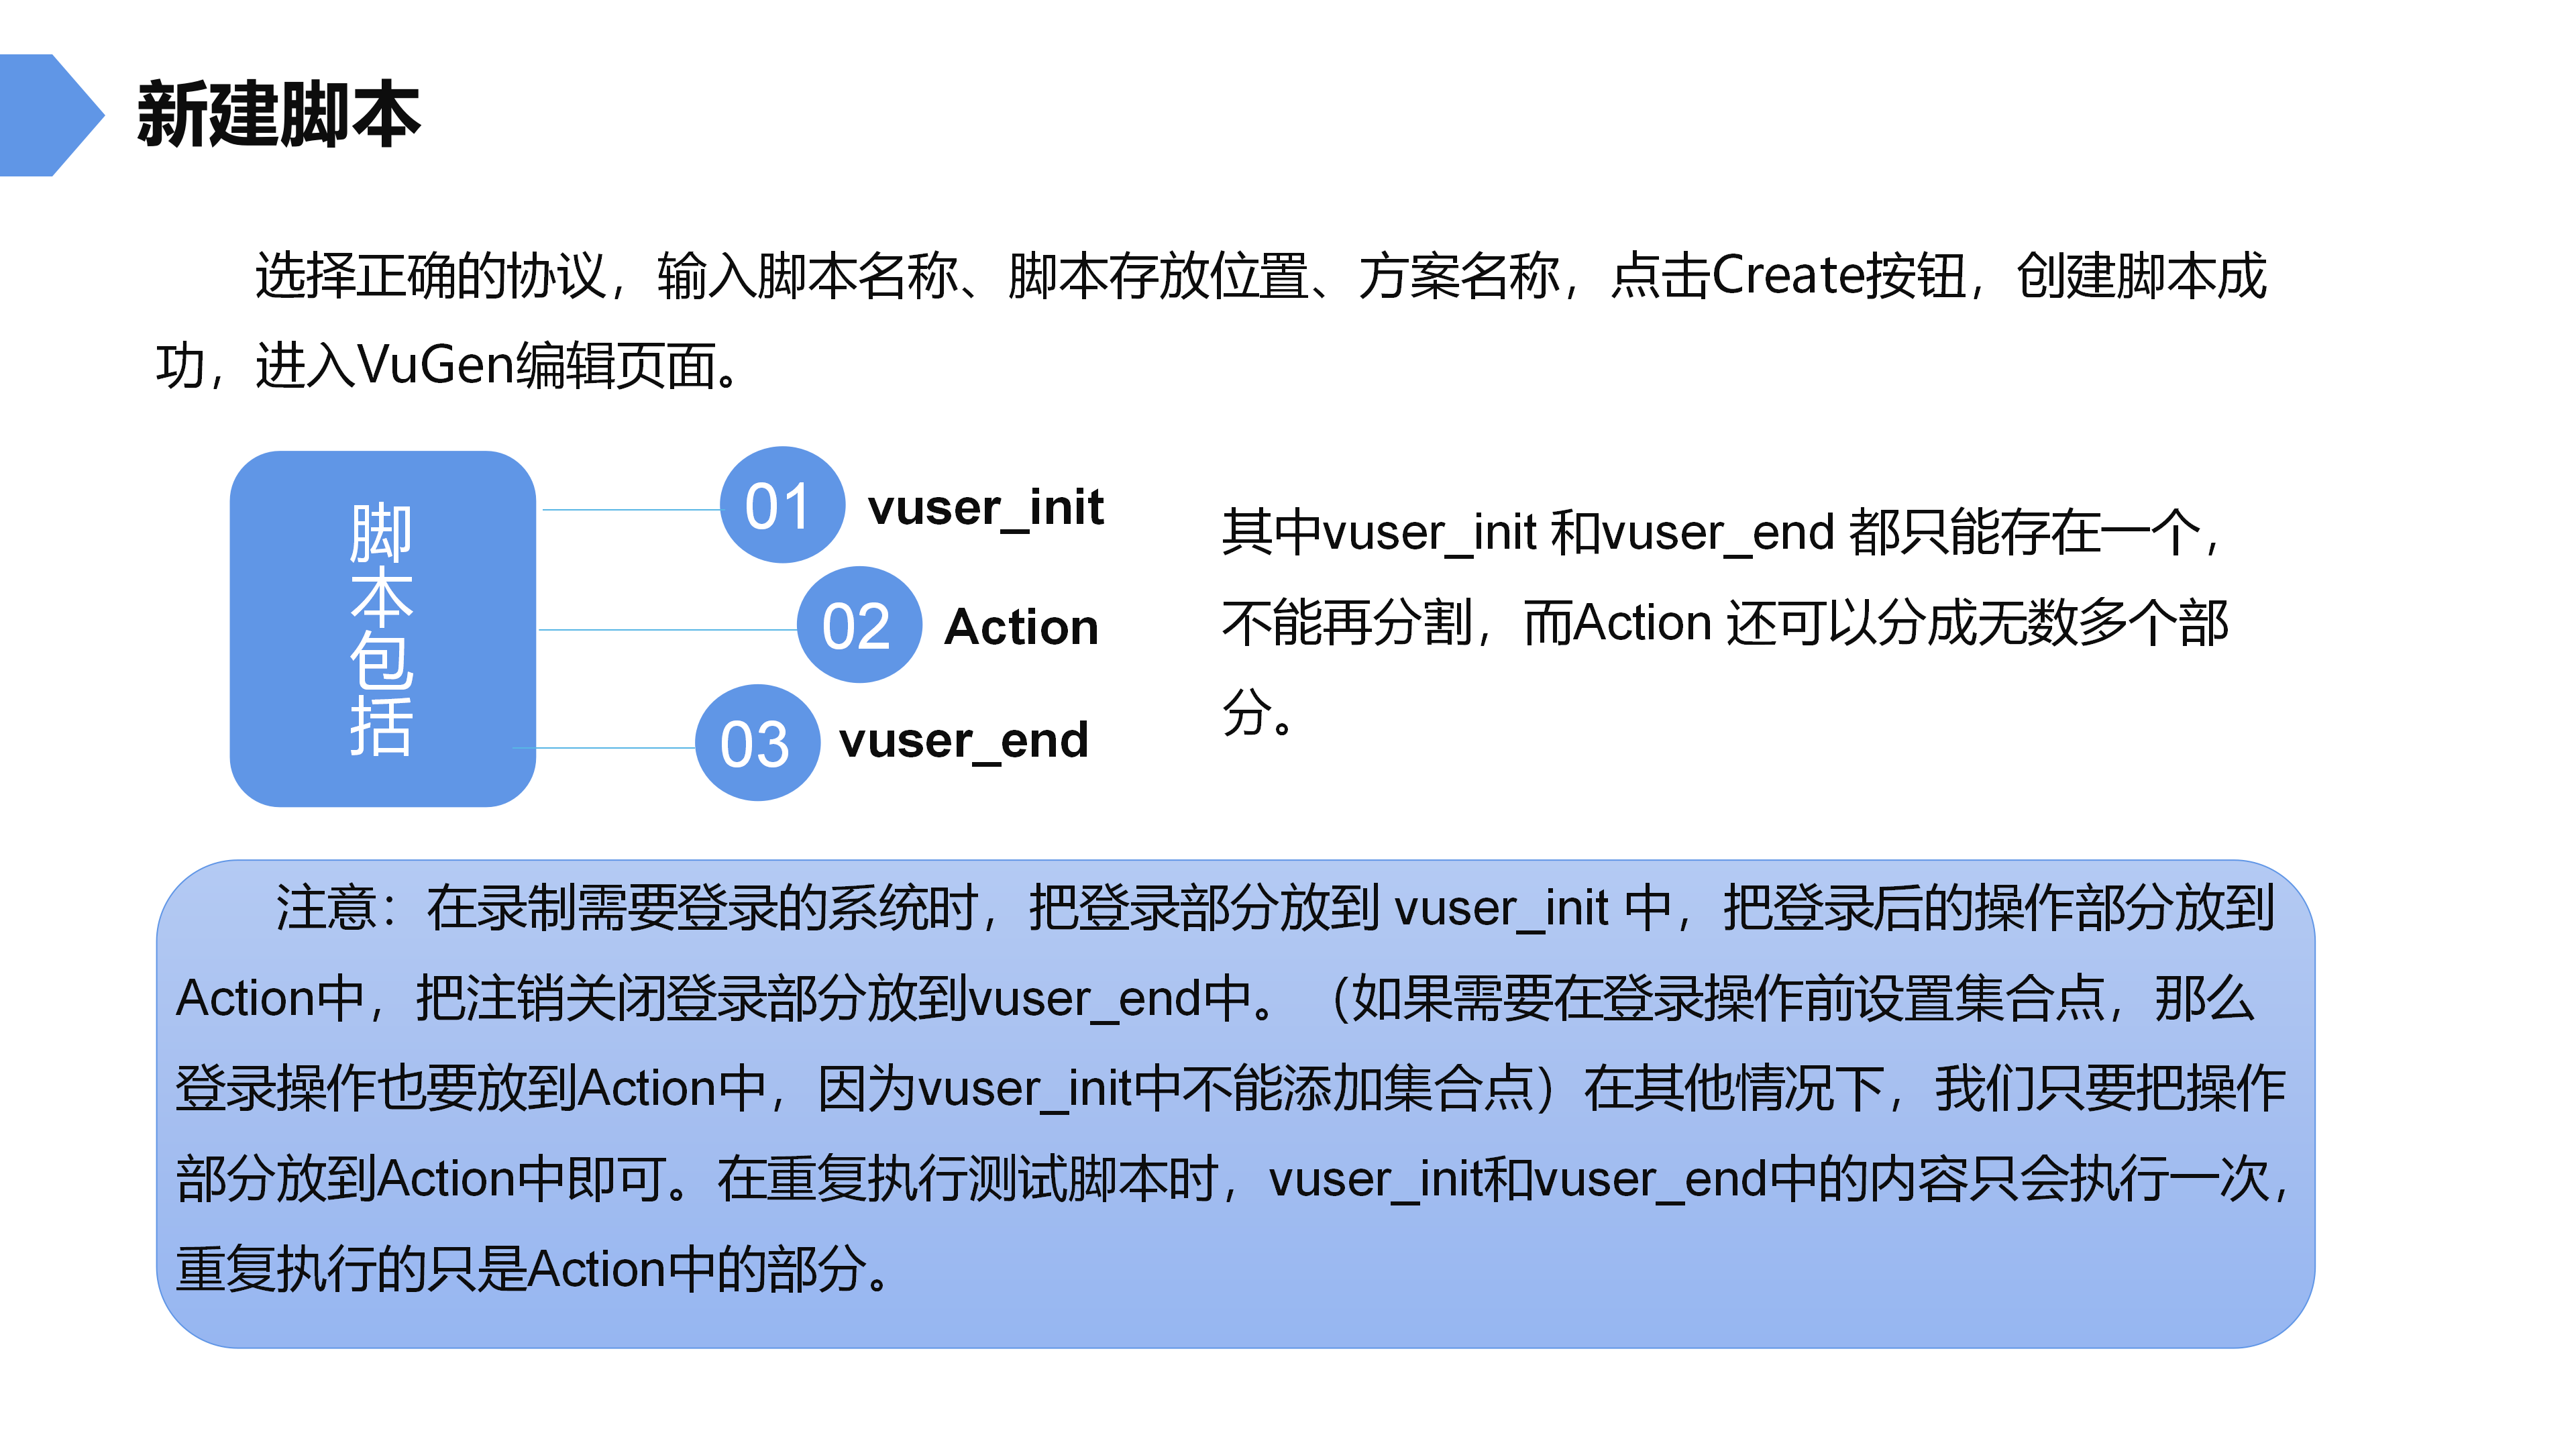 新建脚本
选择正确的协议，输入脚本名称、脚本存放位置、方案名称，点击Create按钮，创建脚本成
功，进入VuGen编辑页面。
脚本包括
01 vuser_init
02 Action
03 vuser_end
其中vuser_init 和vuser_end 都只能存在一个，
不能再分割，而Action 还可以分成无数多个部
分。
注意：在录制需要登录的系统时，把登录部分放到 vuser_init 中，把登录后的操作部分放到
Action中，把注销关闭登录部分放到vuser_end中。（如果需要在登录操作前设置集合点，那么
登录操作也要放到Action中，因为vuser_init中不能添加集合点）在其他情况下，我们只要把操作
部分放到Action中即可。在重复执行测试脚本时，vuser_init和vuser_end中的内容只会执行一次，
重复执行的只是Action中的部分。